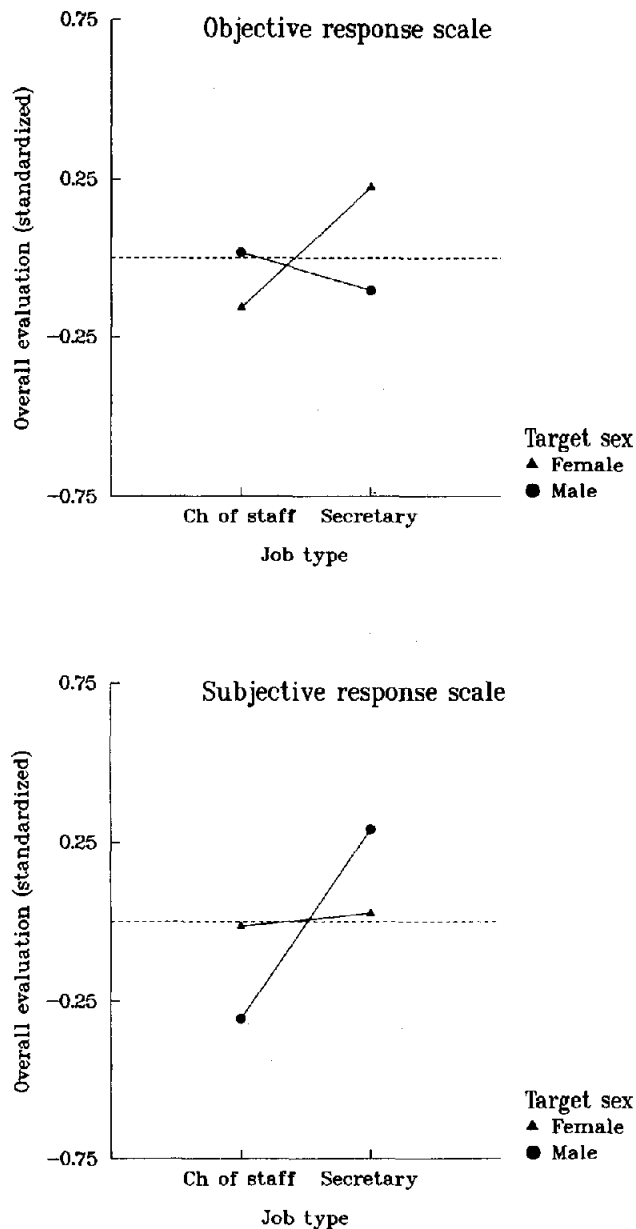 0.75
Objective response scale
0.25
−0.25
−0.75
Overall evaluation (standardized)
Ch of staff Secretary
Job type
Target sex
▲ Female
● Male
0.75
Subjective response scale
0.25
−0.25
−0.75
Overall evaluation (standardized)
Ch of staff Secretary
Job type
Target sex
▲ Female
● Male